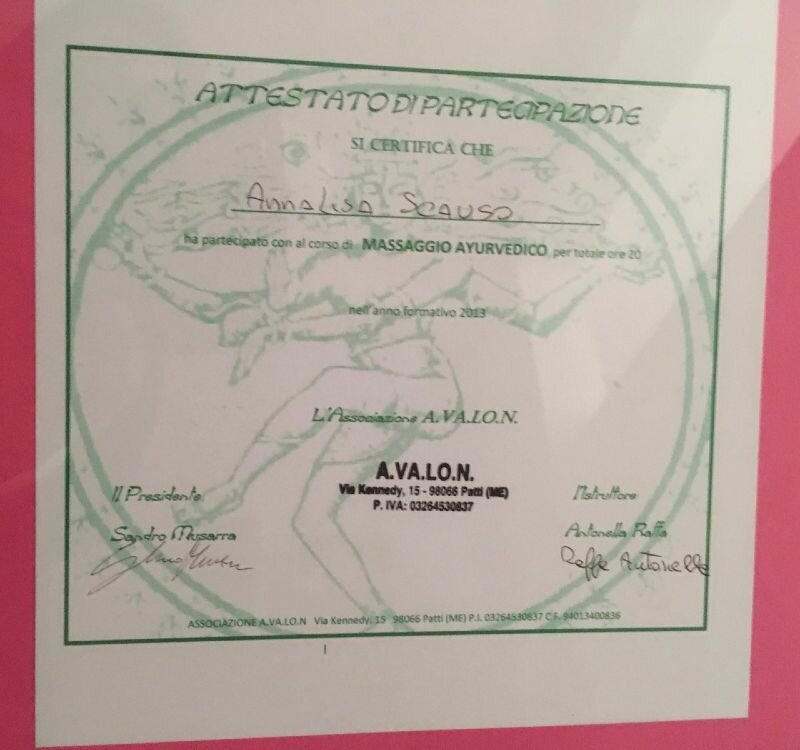 ATTESTATO DI PARTECIPAZIONE
SI CERTIFICA CHE
Annalisa Scauso
ha partecipato con al corso di MASSAGGIO AYURVEDICO per totale ore 20
nell'anno formativo 2013
L'Associazione A.VA.LO.N.
A.VA.LO.N.
Via Kennedy, 15 - 98066 Patti (ME)
P. IVA: 03264530837
Il Presidente
L'Istruttore
Sandro Musarra
Antonella Raffa
Raffa Antonella
ASSOCIAZIONE A.VA.LO.N Via Kennedy, 15 98066 Patti (ME) P.I. 03264530837 C.F. 94013400836